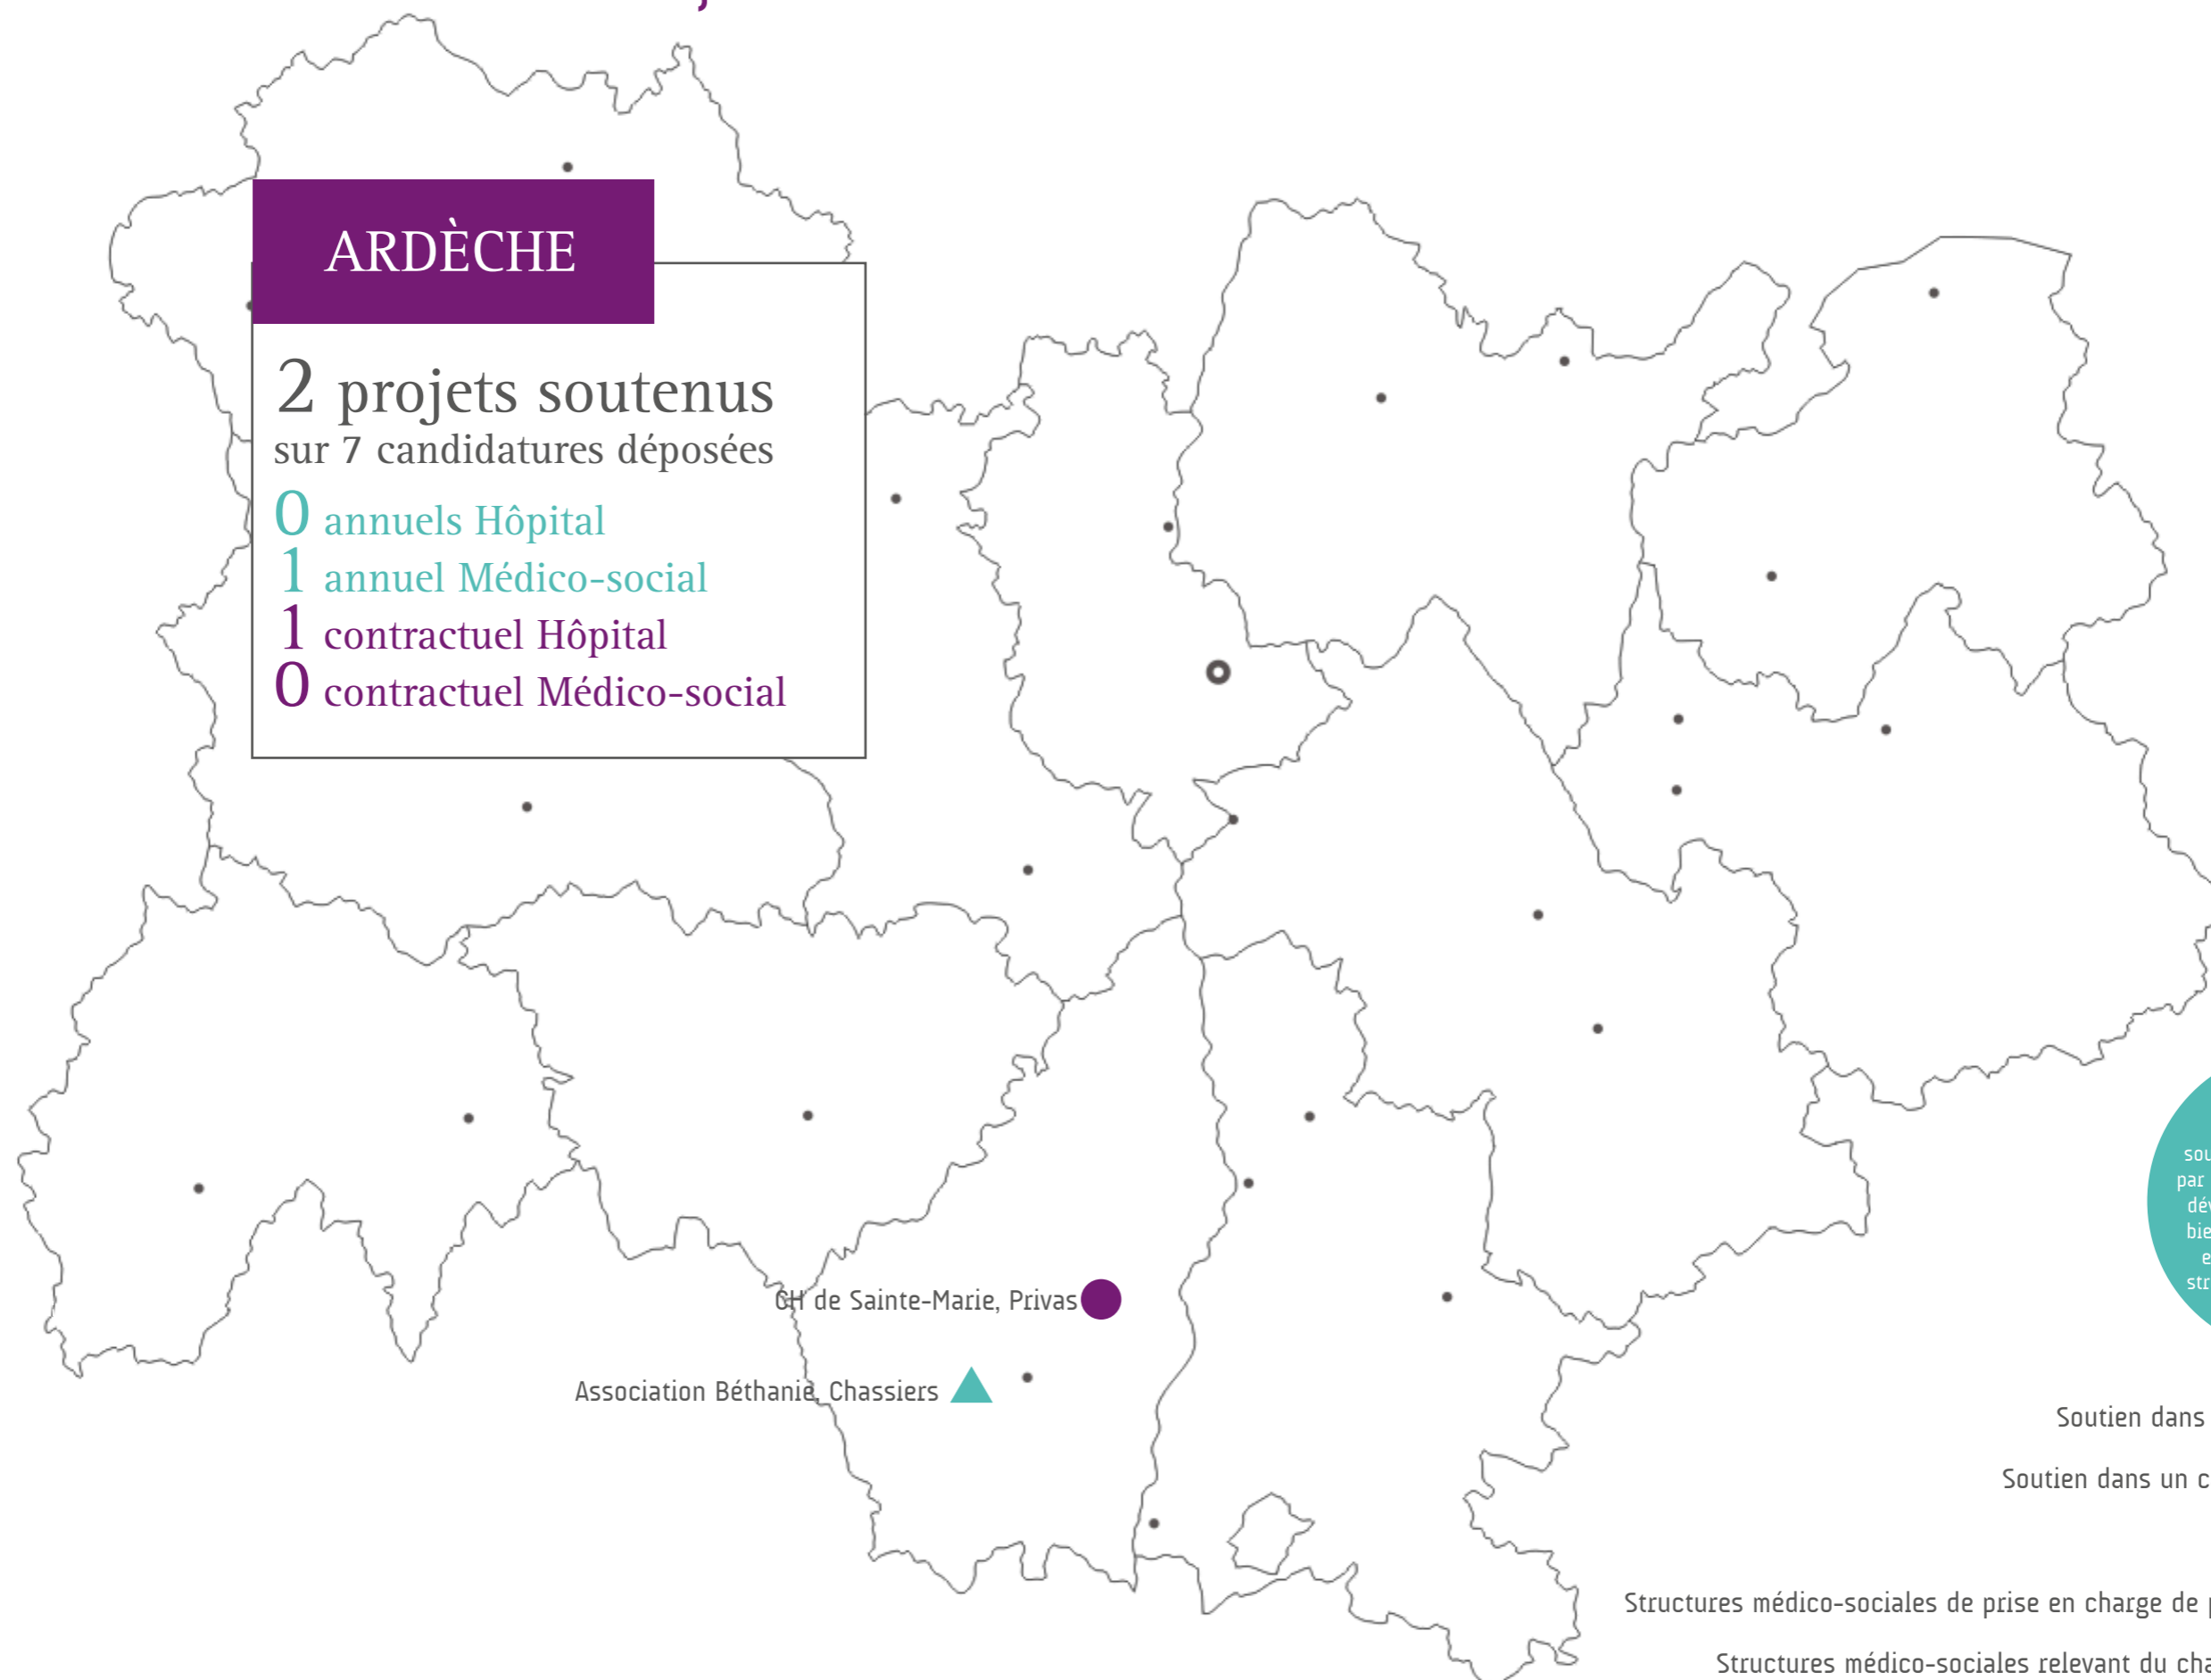 ARDÈCHE
2 projets soutenus
sur 7 candidatures déposées
0 annuels Hôpital
1 annuel Médico-social
1 contractuel Hôpital
0 contractuel Médico-social
CH de Sainte-Marie, Privas
Association Béthanie, Chassiers
par
Soutien dans
Soutien dans un c
Structures médico-sociales de prise en charge de p
Structures médico-sociales relevant du cha